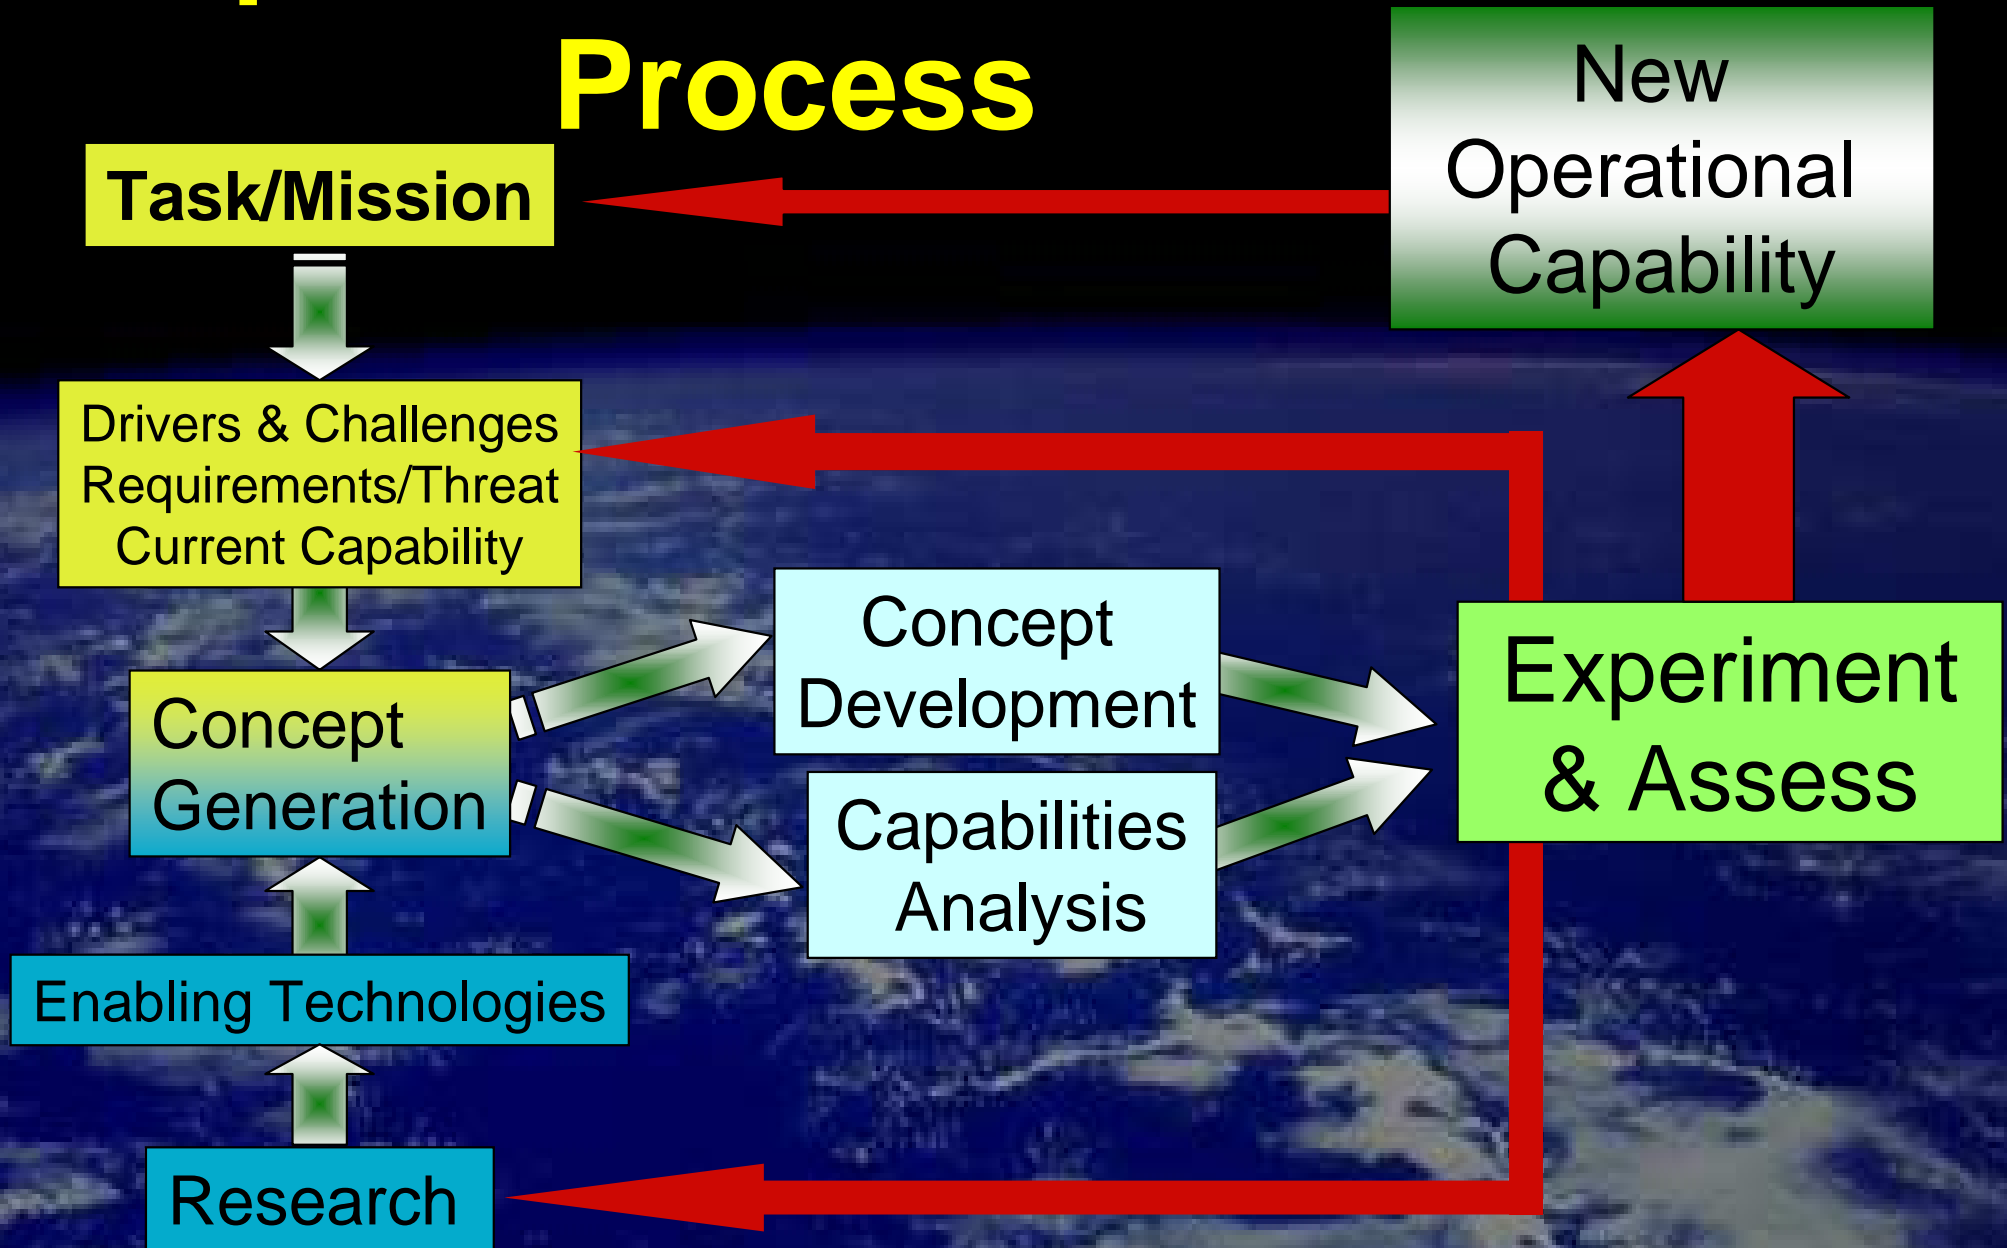 Process
New
Operational
Capability
Task/Mission
Drivers & Challenges
Requirements/Threat
Current Capability
Concept
Development
Experiment
& Assess
Concept
Generation
Capabilities
Analysis
Enabling Technologies
Research